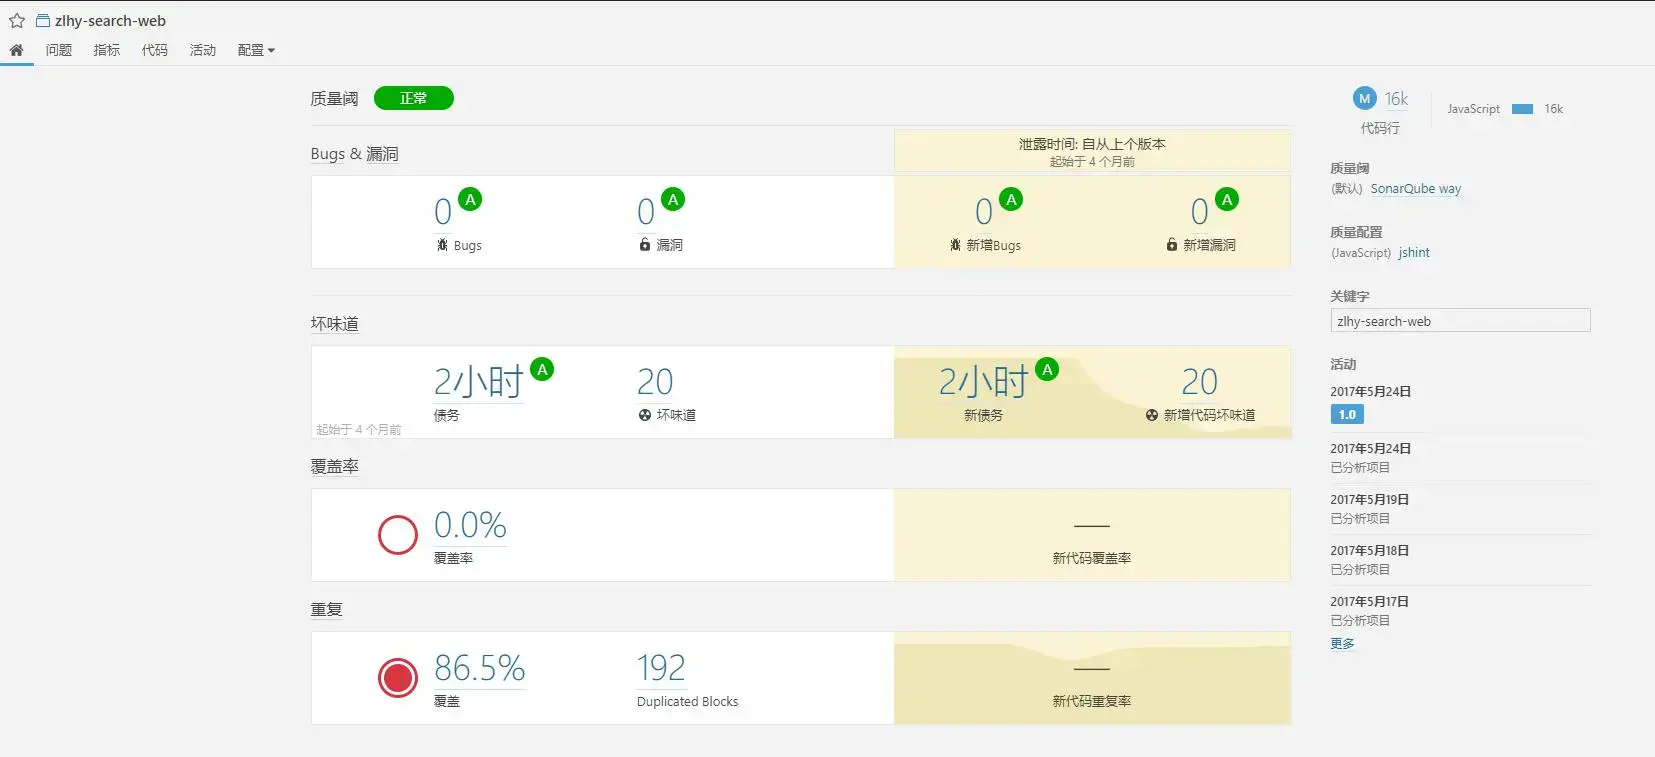 zlhy-search-web
问题 指标 代码 活动 配置
质量阈 正常
Bugs & 漏洞
泄露时间: 自从上个版本
起始于 4 个月前
0 A
Bugs
0 A
漏洞
0 A
新增Bugs
0 A
新增漏洞
坏味道
2小时 A
债务
20
坏味道
起始于 4 个月前
2小时 A
新债务
20
新增代码坏味道
覆盖率
0.0%
覆盖率
—
新代码覆盖率
重复
86.5%
覆盖
192
Duplicated Blocks
—
新代码重复率
M 16k
代码行
JavaScript 16k
质量阈
(默认) SonarQube way
质量配置
(JavaScript) jshint
关键字
zlhy-search-web
活动
2017年5月24日
1.0
2017年5月24日
已分析项目
2017年5月19日
已分析项目
2017年5月18日
已分析项目
2017年5月17日
已分析项目
更多